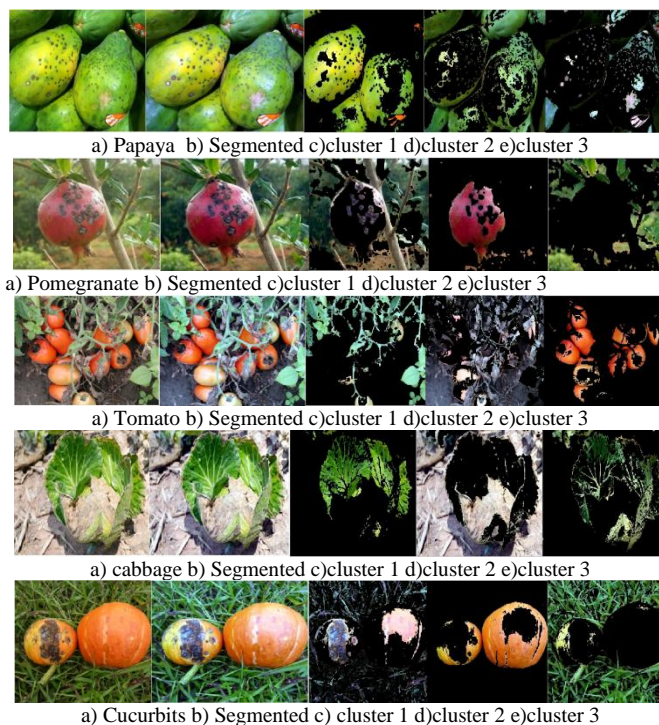 a) Papaya b) Segmented c)cluster 1 d)cluster 2 e)cluster 3
a) Pomegranate b) Segmented c)cluster 1 d)cluster 2 e)cluster 3
a) Tomato b) Segmented c)cluster 1 d)cluster 2 e)cluster 3
a) cabbage b) Segmented c)cluster 1 d)cluster 2 e)cluster 3
a) Cucurbits b) Segmented c) cluster 1 d)cluster 2 e)cluster 3